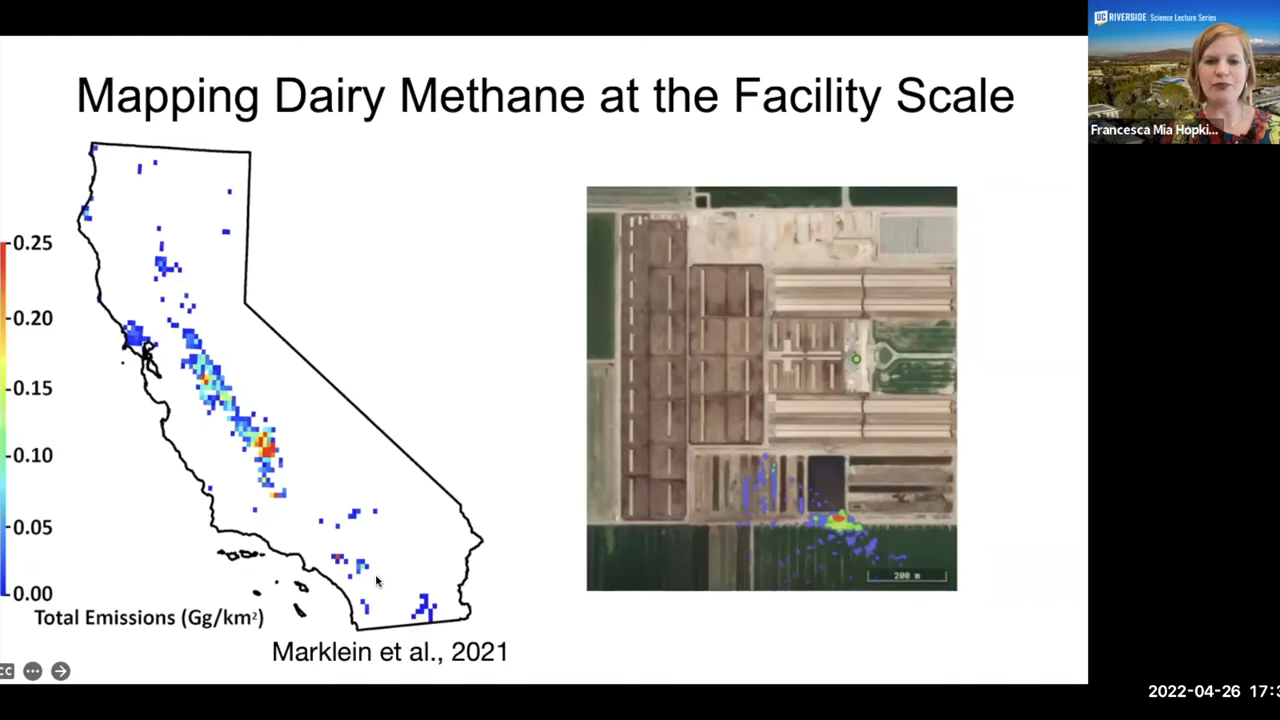 UC RIVERSIDE Science Lecture Series
Francesca Mia Hopki...
Mapping Dairy Methane at the Facility Scale
0.25
0.20
0.15
0.10
0.05
0.00
Total Emissions (Gg/km²)
200 m
Marklein et al., 2021
CC
2022-04-26 17:3